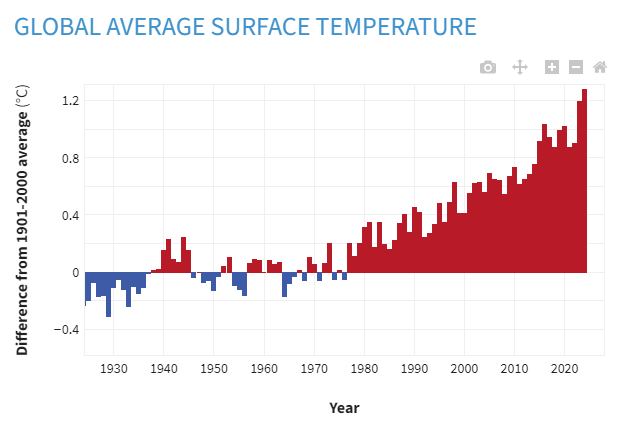 GLOBAL AVERAGE SURFACE TEMPERATURE
Difference from 1901-2000 average (°C)
1.2
0.8
0.4
0
−0.4
1930 1940 1950 1960 1970 1980 1990 2000 2010 2020
Year